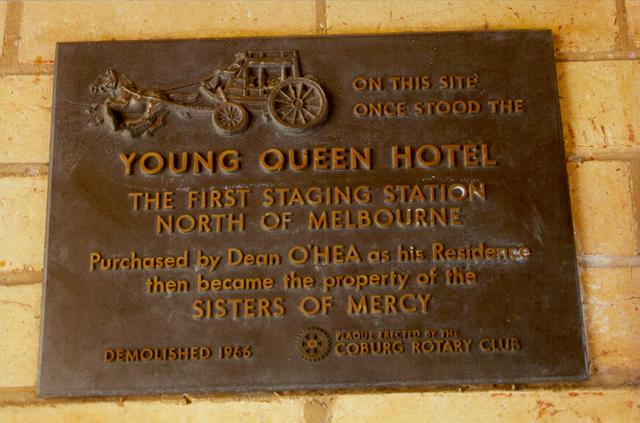 ON THIS SITE
ONCE STOOD THE
YOUNG QUEEN HOTEL
THE FIRST STAGING STATION
NORTH OF MELBOURNE
Purchased by Dean O'HEA as his Residence
then became the property of the
SISTERS OF MERCY
DEMOLISHED 1966
PLAQUE ERECTED BY THE
COBURG ROTARY CLUB